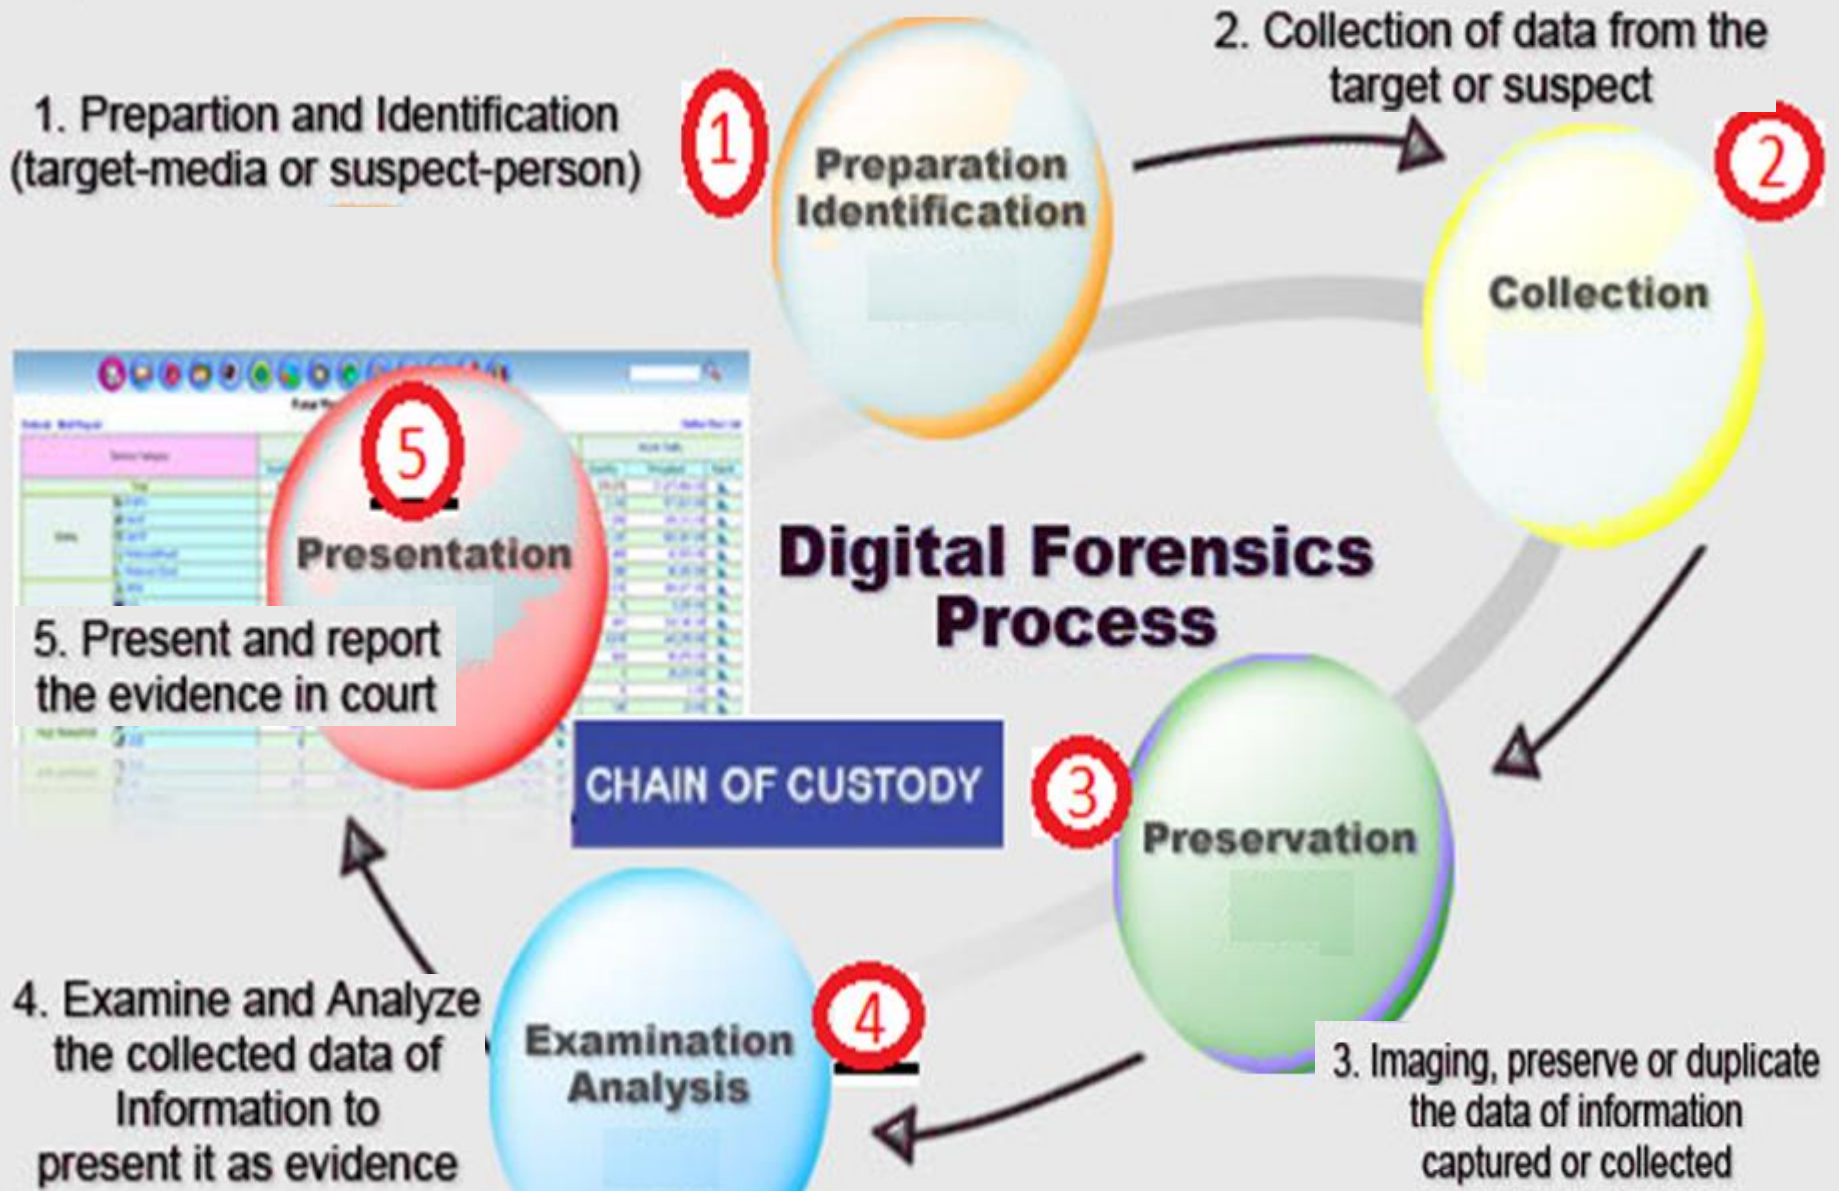 1. Prepartion and Identification
(target-media or suspect-person)
1
Preparation
Identification
2. Collection of data from the
target or suspect
2
Collection
5
Presentation
5. Present and report
the evidence in court
Digital Forensics
Process
CHAIN OF CUSTODY
3
Preservation
3. Imaging, preserve or duplicate
the data of information
captured or collected
4
Examination
Analysis
4. Examine and Analyze
the collected data of
Information to
present it as evidence